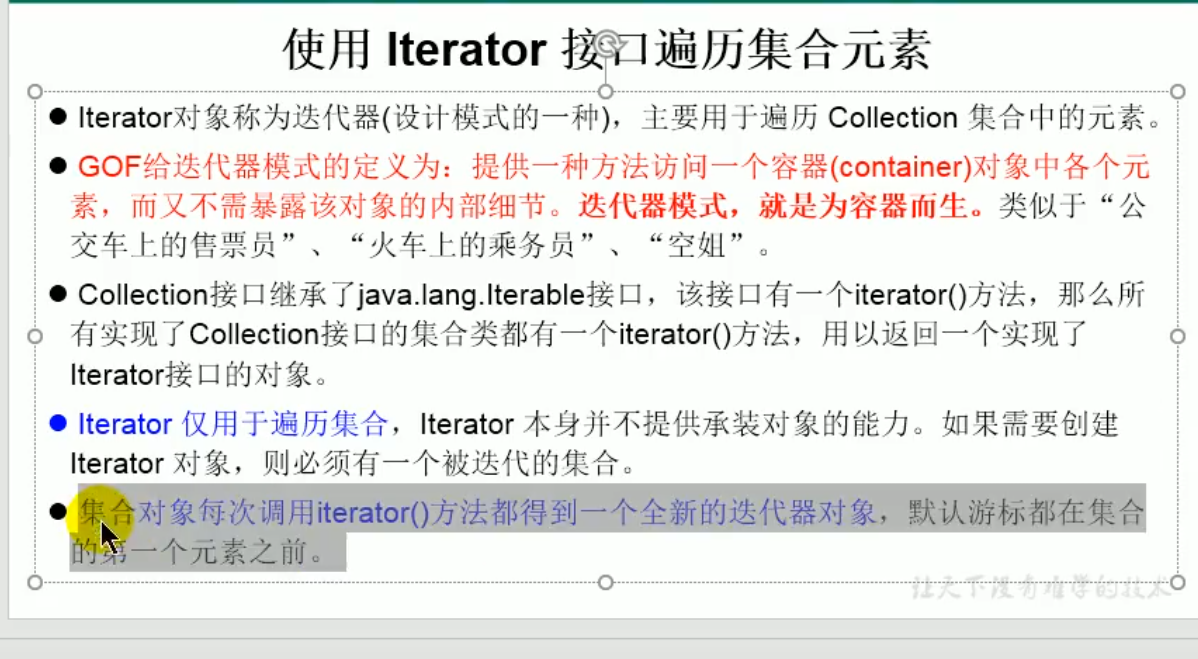 使用 Iterator 接口遍历集合元素
● Iterator对象称为迭代器(设计模式的一种)，主要用于遍历 Collection 集合中的元素。
● GOF给迭代器模式的定义为：提供一种方法访问一个容器(container)对象中各个元
素，而又不需暴露该对象的内部细节。迭代器模式，就是为容器而生。类似于“公
交车上的售票员”、“火车上的乘务员”、“空姐”。
● Collection接口继承了java.lang.Iterable接口，该接口有一个iterator()方法，那么所
有实现了Collection接口的集合类都有一个iterator()方法，用以返回一个实现了
Iterator接口的对象。
● Iterator 仅用于遍历集合，Iterator 本身并不提供承装对象的能力。如果需要创建
Iterator 对象，则必须有一个被迭代的集合。
● 集合对象每次调用iterator()方法都得到一个全新的迭代器对象，默认游标都在集合
的第一个元素之前。
让天下没有难学的技术